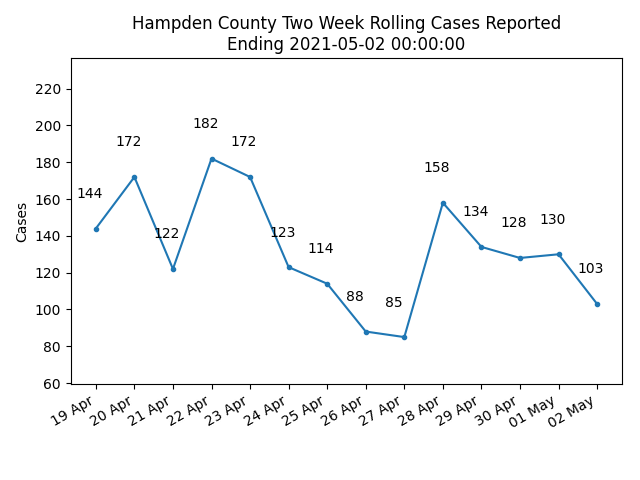 Hampden County Two Week Rolling Cases Reported
Ending 2021-05-02 00:00:00
Cases
220
200
180
160
140
120
100
80
60
144
172
122
182
172
123
114
88
85
158
134
128
130
103
19 Apr
20 Apr
21 Apr
22 Apr
23 Apr
24 Apr
25 Apr
26 Apr
27 Apr
28 Apr
29 Apr
30 Apr
01 May
02 May